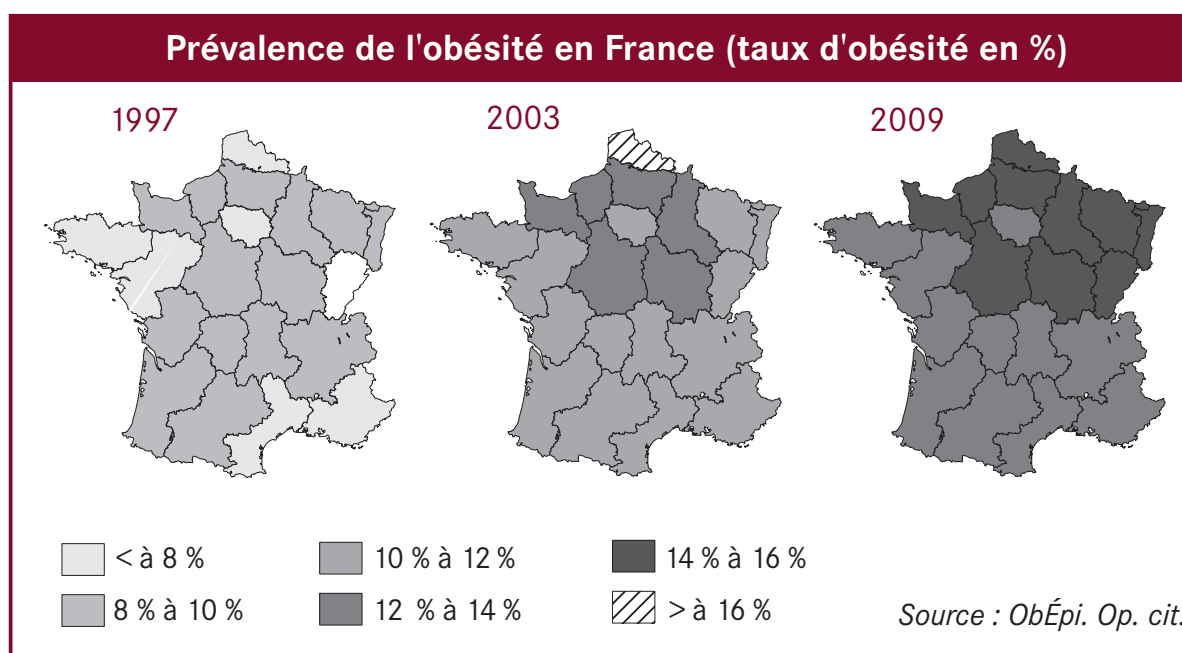 Prévalence de l'obésité en France (taux d'obésité en %)
1997
2003
2009
< à 8 %
10 % à 12 %
14 % à 16 %
8 % à 10 %
12 % à 14 %
> à 16 %
Source : ObÉpi. Op. cit.